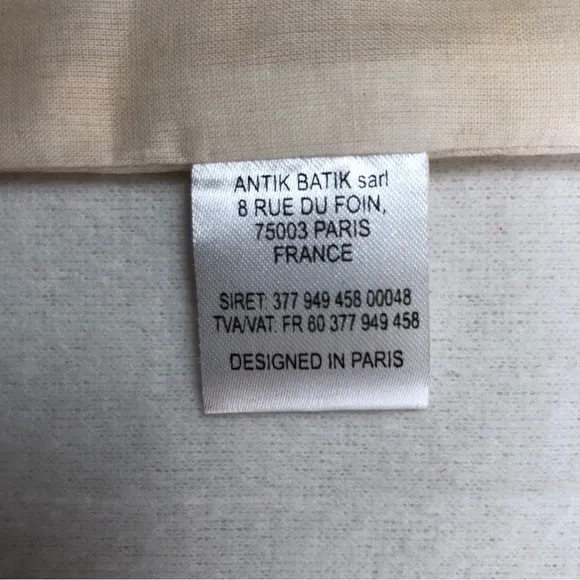 ANTIK BATIK sarl
8 RUE DU FOIN,
75003 PARIS
FRANCE
SIRET: 377 949 458 00048
TVA/VAT: FR 60 377 949 458
DESIGNED IN PARIS